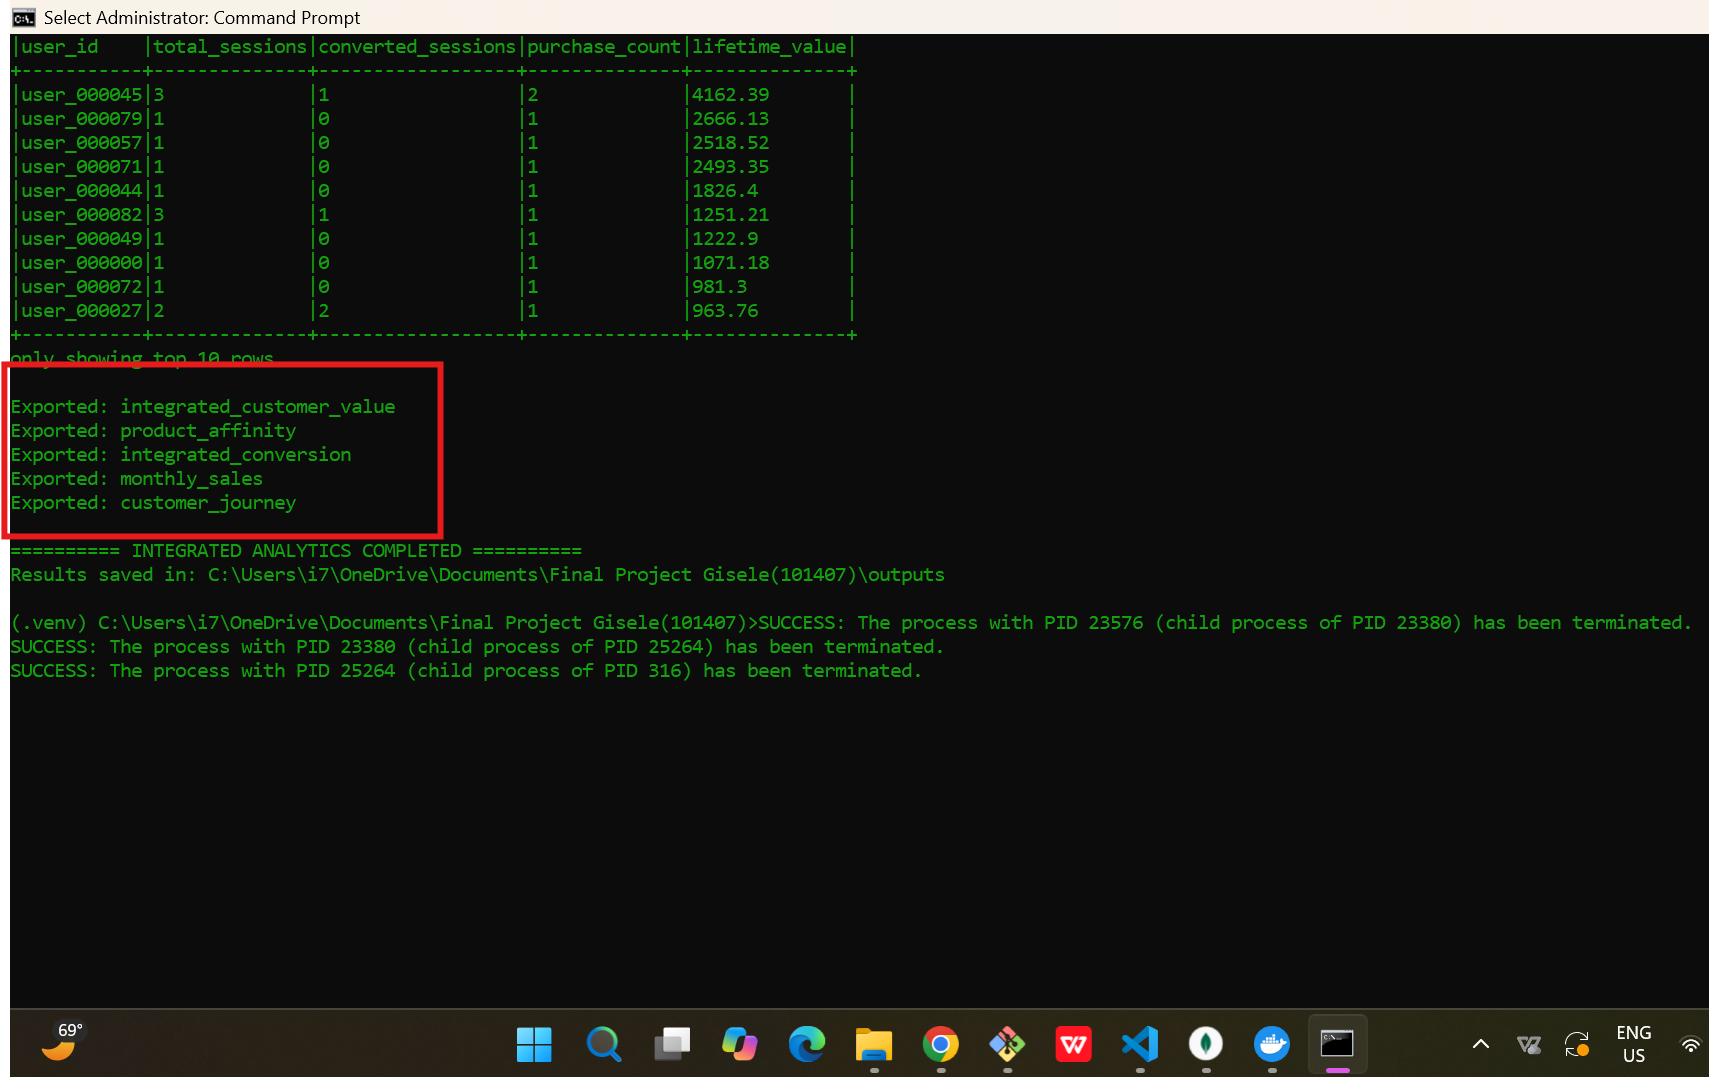 Select Administrator: Command Prompt
|user_id    |total_sessions|converted_sessions|purchase_count|lifetime_value|
+-----------+--------------+------------------+--------------+--------------+
|user_000045|3             |1                 |2             |4162.39       |
|user_000079|1             |0                 |1             |2666.13       |
|user_000057|1             |0                 |1             |2518.52       |
|user_000071|1             |0                 |1             |2493.35       |
|user_000044|1             |0                 |1             |1826.4        |
|user_000082|3             |1                 |1             |1251.21       |
|user_000049|1             |0                 |1             |1222.9        |
|user_000000|1             |0                 |1             |1071.18       |
|user_000072|1             |0                 |1             |981.3         |
|user_000027|2             |2                 |1             |963.76        |
+-----------+--------------+------------------+--------------+--------------+
only showing top 10 rows
Exported: integrated_customer_value
Exported: product_affinity
Exported: integrated_conversion
Exported: monthly_sales
Exported: customer_journey
========== INTEGRATED ANALYTICS COMPLETED ==========
Results saved in: C:\Users\i7\OneDrive\Documents\Final Project Gisele(101407)\outputs
(.venv) C:\Users\i7\OneDrive\Documents\Final Project Gisele(101407)>SUCCESS: The process with PID 23576 (child process of PID 23380) has been terminated.
SUCCESS: The process with PID 23380 (child process of PID 25264) has been terminated.
SUCCESS: The process with PID 25264 (child process of PID 316) has been terminated.
69°
ENG
US